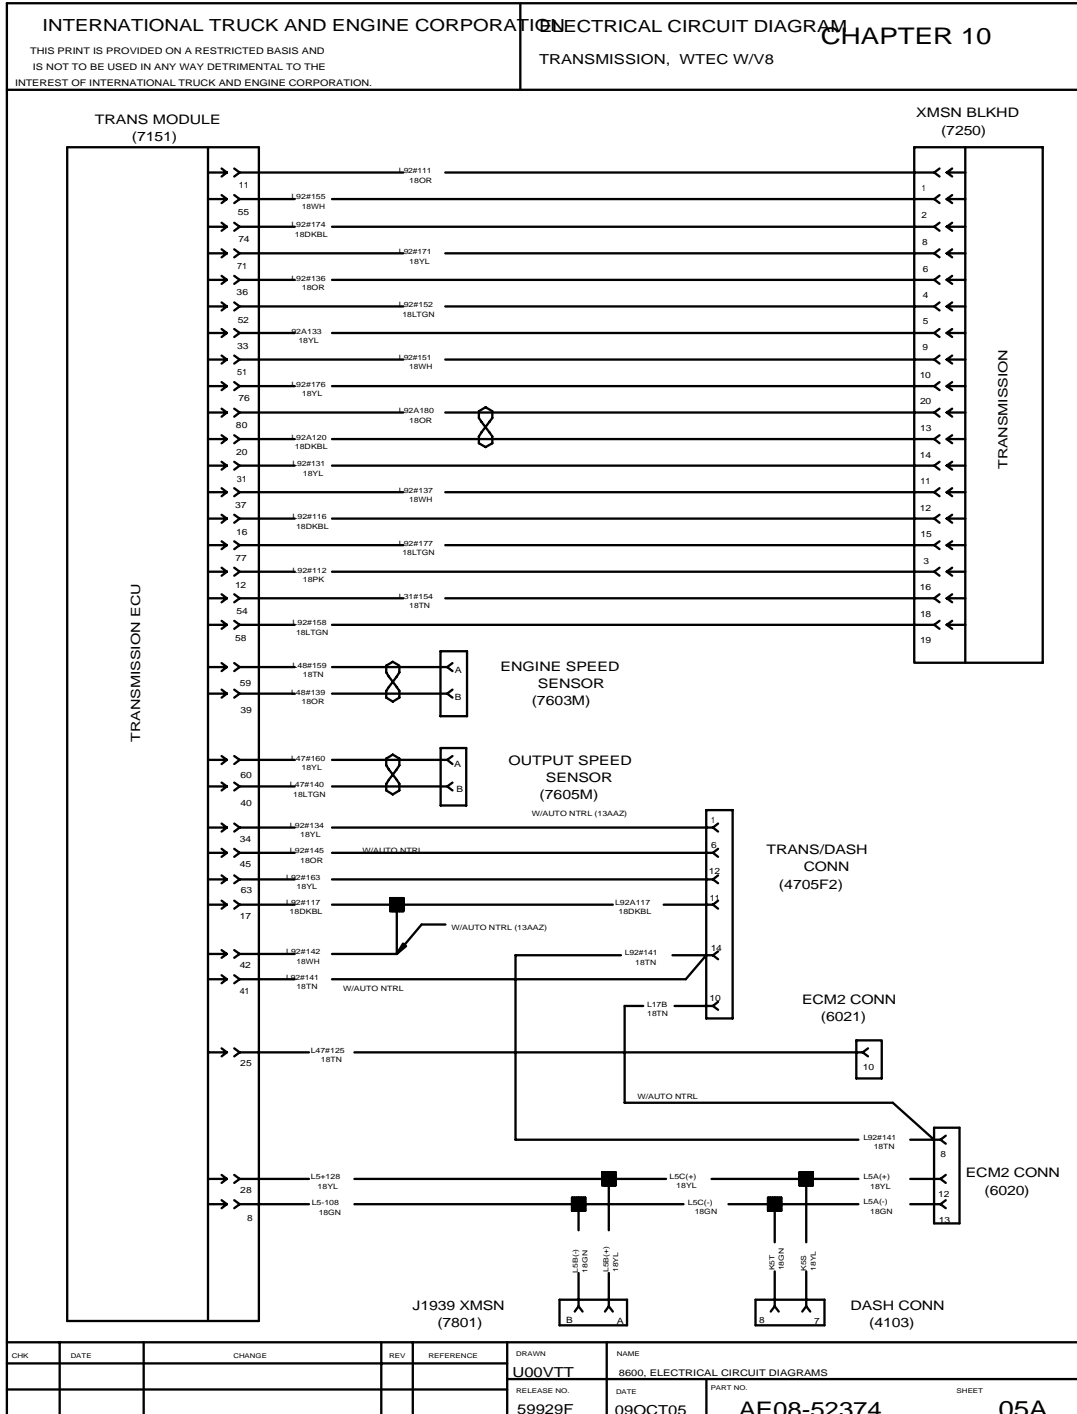 INTERNATIONAL TRUCK AND ENGINE CORPORATION
THIS PRINT IS PROVIDED ON A RESTRICTED BASIS AND
IS NOT TO BE USED IN ANY WAY DETRIMENTAL TO THE
INTEREST OF INTERNATIONAL TRUCK AND ENGINE CORPORATION.
ELECTRICAL CIRCUIT DIAGRAM
TRANSMISSION, WTEC W/V8
CHAPTER 10
TRANS MODULE
(7151)
XMSN BLKHD
(7250)
TRANSMISSION ECU
TRANSMISSION
11 L92#111 18OR 1
55 L92#155 18WH 2
74 L92#174 18DKBL 8
71 L92#171 18YL 6
36 L92#136 18OR 4
52 L92#152 18LTGN 5
33 92A133 18YL 9
51 L92#151 18WH 10
76 L92#176 18YL 20
80 L92A180 18OR 13
20 L92A120 18DKBL 14
31 L92#131 18YL 11
37 L92#137 18WH 12
16 L92#116 18DKBL 15
77 L92#177 18LTGN 3
12 L92#112 18PK 16
54 L31#154 18TN 18
58 L92#158 18LTGN 19
59 L48#159 18TN A
39 L48#139 18OR B
ENGINE SPEED
SENSOR
(7603M)
60 L47#160 18YL A
40 L47#140 18LTGN B
OUTPUT SPEED
SENSOR
(7605M)
W/AUTO NTRL (13AAZ)
34 L92#134 18YL 1
45 L92#145 18OR W/AUTO NTRL 6
63 L92#163 18YL 12
17 L92#117 18DKBL L92A117 18DKBL 11
TRANS/DASH
CONN
(4705F2)
W/AUTO NTRL (13AAZ)
42 L92#142 18WH
L92#141 18TN 14
41 L92#141 18TN W/AUTO NTRL
L17B 18TN 10
ECM2 CONN
(6021)
25 L47#125 18TN 10
W/AUTO NTRL
L92#141 18TN 8
ECM2 CONN
(6020)
28 L5+128 18YL L5C(+) 18YL L5A(+) 18YL 12
8 L5-108 18GN L5C(-) 18GN L5A(-) 18GN 13
L5B(-) 18GN
L5B(+) 18YL
K5T 18GN
K5S 18YL
J1939 XMSN
(7801)
B A
8 7
DASH CONN
(4103)
CHK DATE CHANGE REV REFERENCE
DRAWN
U00VTT
NAME
8600, ELECTRICAL CIRCUIT DIAGRAMS
RELEASE NO.
59929F
DATE
09OCT05
PART NO.
AE08-52374
SHEET
05A